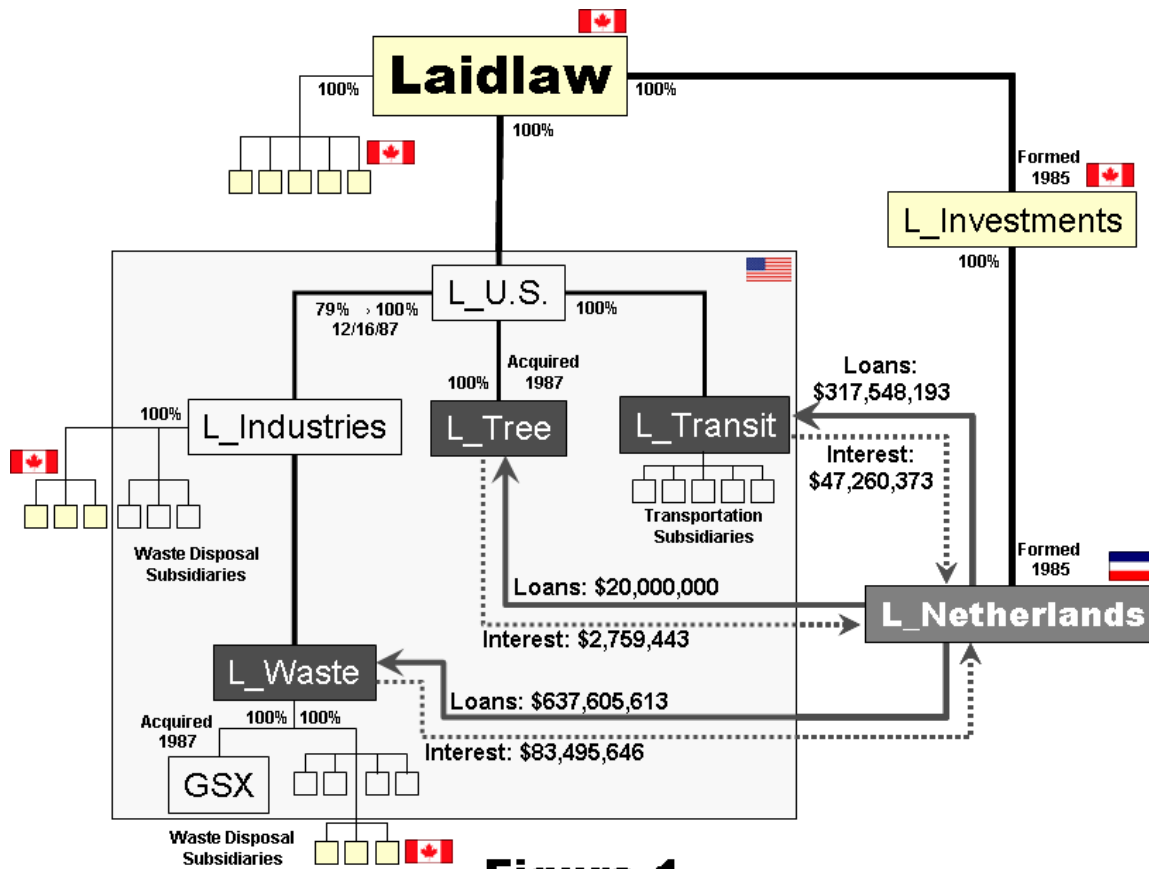 Laidlaw
100%
100%
100%
Formed
1985
L_Investments
100%
L_U.S.
79% › 100%
12/16/87
100%
Acquired
1987
100%
Loans:
$317,548,193
100%
L_Industries
L_Tree
L_Transit
Interest:
$47,260,373
Transportation
Subsidiaries
Waste Disposal
Subsidiaries
Formed
1985
Loans: $20,000,000
L_Netherlands
Interest: $2,759,443
L_Waste
Loans: $637,605,613
100%
100%
Acquired
1987
Interest: $83,495,646
GSX
Waste Disposal
Subsidiaries
Figure 1